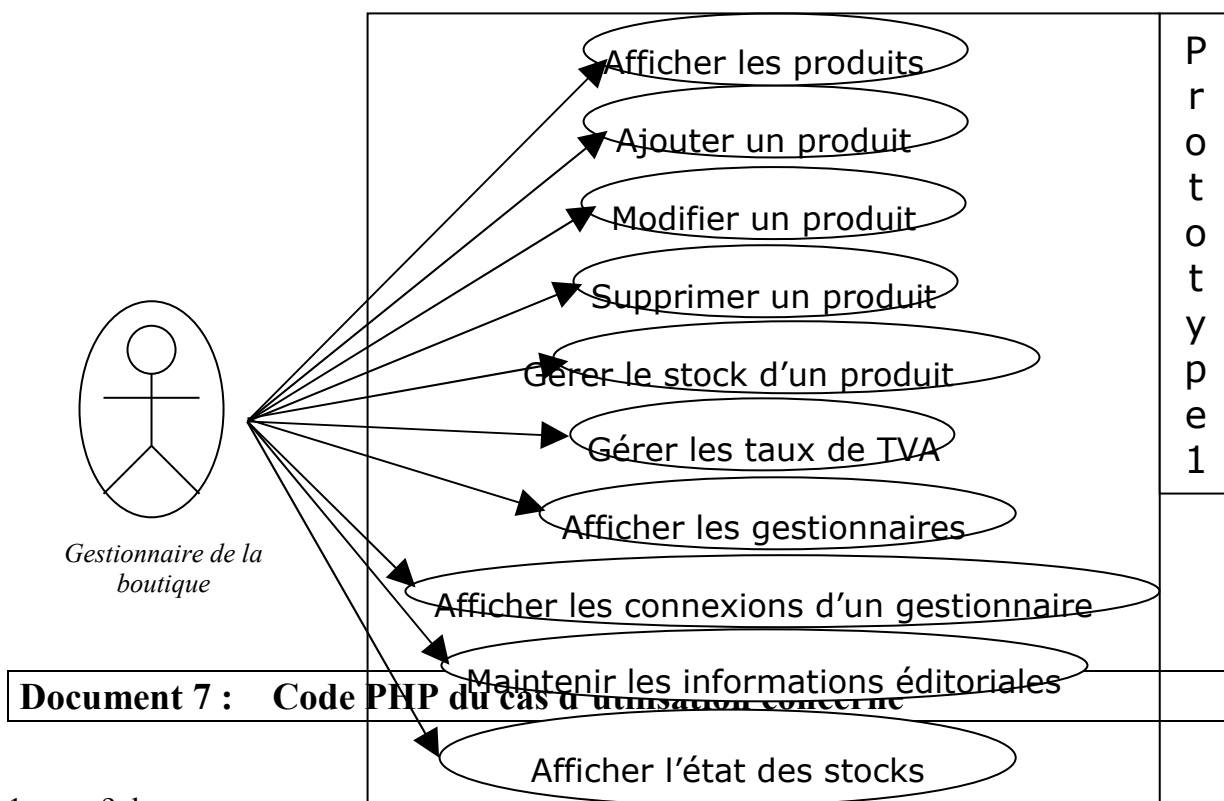 Afficher les produits
Ajouter un produit
Modifier un produit
Supprimer un produit
Gérer le stock d'un produit
Gérer les taux de TVA
Afficher les gestionnaires
Afficher les connexions d'un gestionnaire
Maintenir les informations éditoriales
Afficher l'état des stocks
P
r
o
t
o
t
y
p
e
1
Gestionnaire de la
boutique
Document 7 : Code PHP du cas d'utilisation concerné